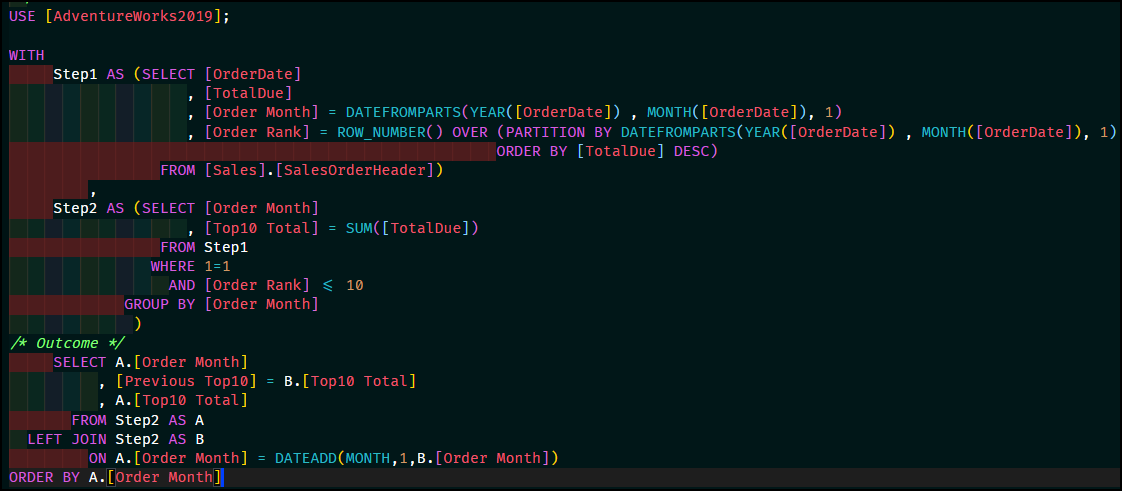 USE [AdventureWorks2019];
WITH
Step1 AS (SELECT [OrderDate]
, [TotalDue]
, [Order Month] = DATEFROMPARTS(YEAR([OrderDate]) , MONTH([OrderDate]), 1)
, [Order Rank] = ROW_NUMBER() OVER (PARTITION BY DATEFROMPARTS(YEAR([OrderDate]) , MONTH([OrderDate]), 1)
ORDER BY [TotalDue] DESC)
FROM [Sales].[SalesOrderHeader])
,
Step2 AS (SELECT [Order Month]
, [Top10 Total] = SUM([TotalDue])
FROM Step1
WHERE 1=1
AND [Order Rank] <= 10
GROUP BY [Order Month]
)
/* Outcome */
SELECT A.[Order Month]
, [Previous Top10] = B.[Top10 Total]
, A.[Top10 Total]
FROM Step2 AS A
LEFT JOIN Step2 AS B
ON A.[Order Month] = DATEADD(MONTH,1,B.[Order Month])
ORDER BY A.[Order Month]